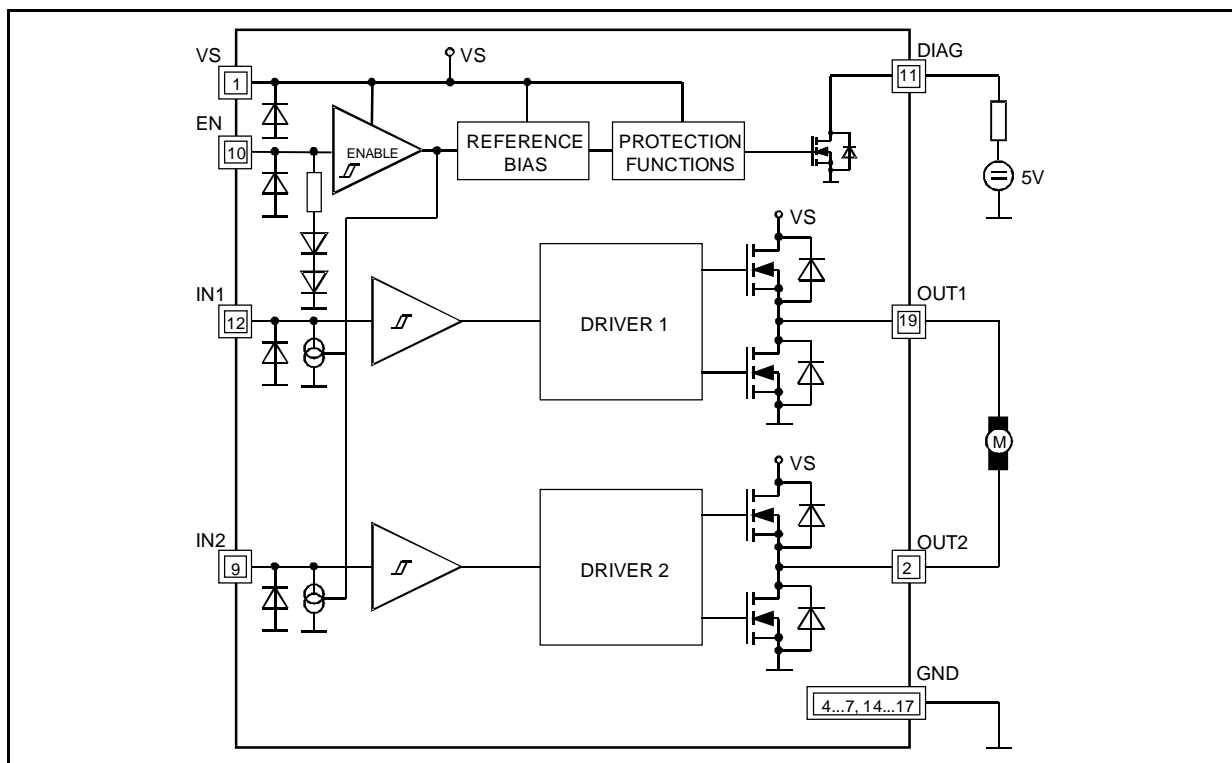 VS
VS
DIAG
1
11
EN
10
ENABLE
REFERENCE
BIAS
PROTECTION
FUNCTIONS
5V
VS
IN1
OUT1
12
DRIVER 1
19
M
VS
IN2
OUT2
9
DRIVER 2
2
GND
4...7, 14...17